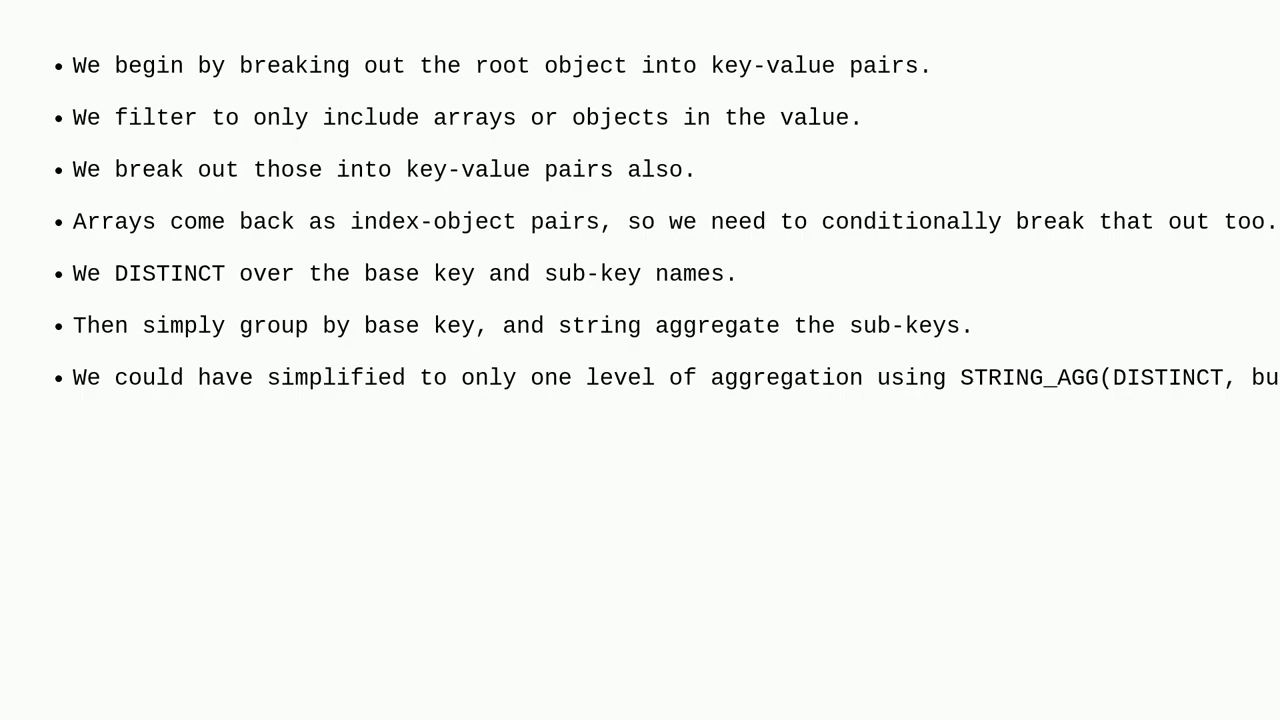 • We begin by breaking out the root object into key-value pairs.
• We filter to only include arrays or objects in the value.
• We break out those into key-value pairs also.
• Arrays come back as index-object pairs, so we need to conditionally break that out too.
• We DISTINCT over the base key and sub-key names.
• Then simply group by base key, and string aggregate the sub-keys.
• We could have simplified to only one level of aggregation using STRING_AGG(DISTINCT,